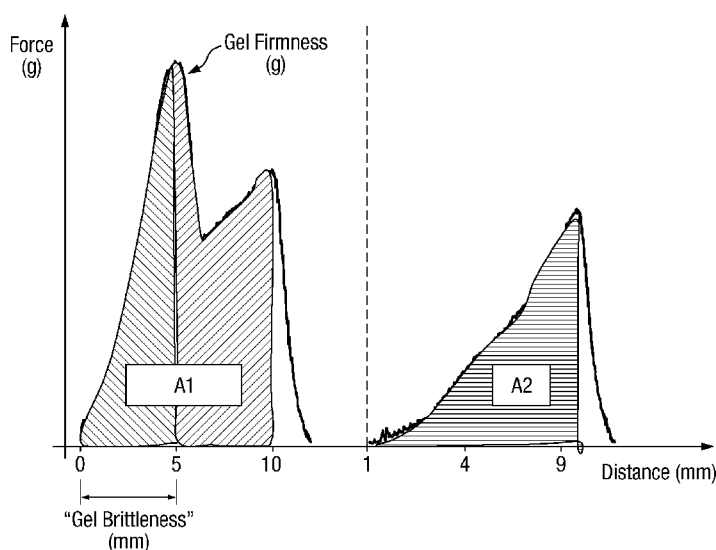 Force
(g)
Gel Firmness
(g)
A1
A2
0
5
10
1
4
9
Distance (mm)
“Gel Brittleness”
(mm)